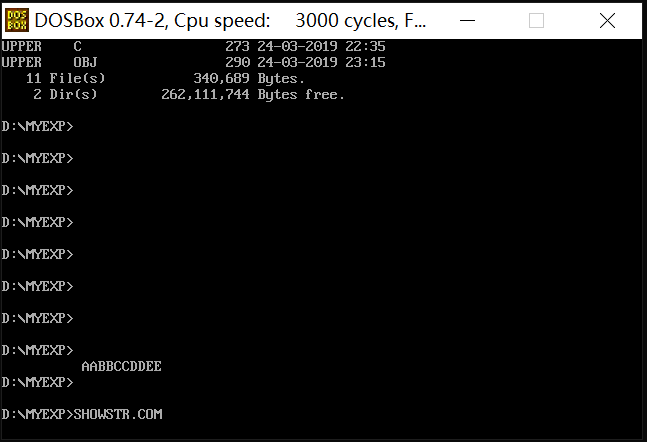 DOS BOX DOSBox 0.74-2, Cpu speed: 3000 cycles, F...
UPPER C 273 24-03-2019 22:35
UPPER OBJ 290 24-03-2019 23:15
11 File(s) 340,689 Bytes.
2 Dir(s) 262,111,744 Bytes free.
D:\MYEXP>
D:\MYEXP>
D:\MYEXP>
D:\MYEXP>
D:\MYEXP>
D:\MYEXP>
D:\MYEXP>
D:\MYEXP>
AABBCCDDEE
D:\MYEXP>
D:\MYEXP>SHOWSTR.COM